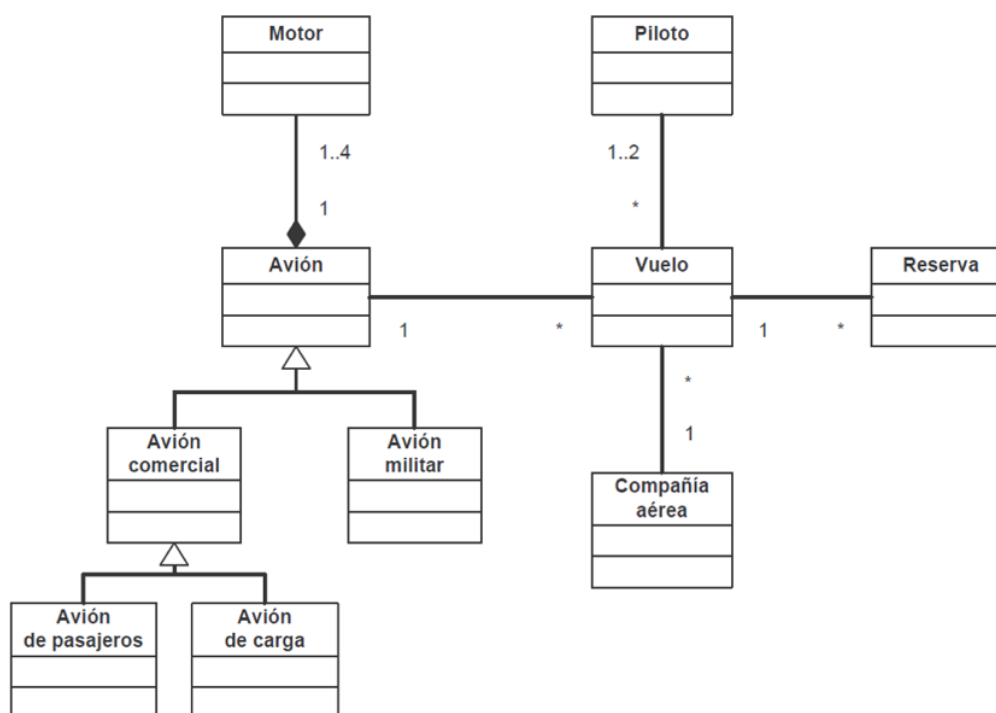 Motor
Piloto
1..4
1..2
1
*
Avión
Vuelo
Reserva
1
*
1
*
*
Avión
comercial
Avión
militar
1
Compañía
aérea
Avión
de pasajeros
Avión
de carga